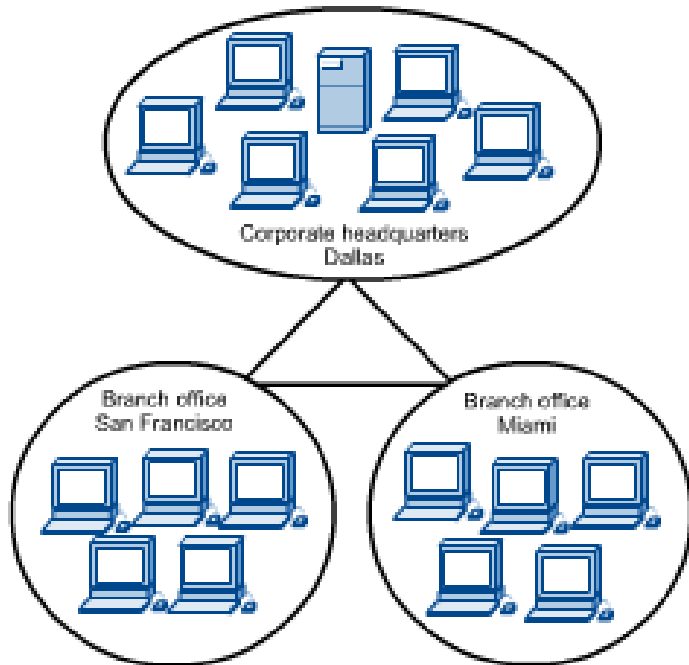 Corporate headquarters
Dallas
Branch office
San Francisco
Branch office
Miami